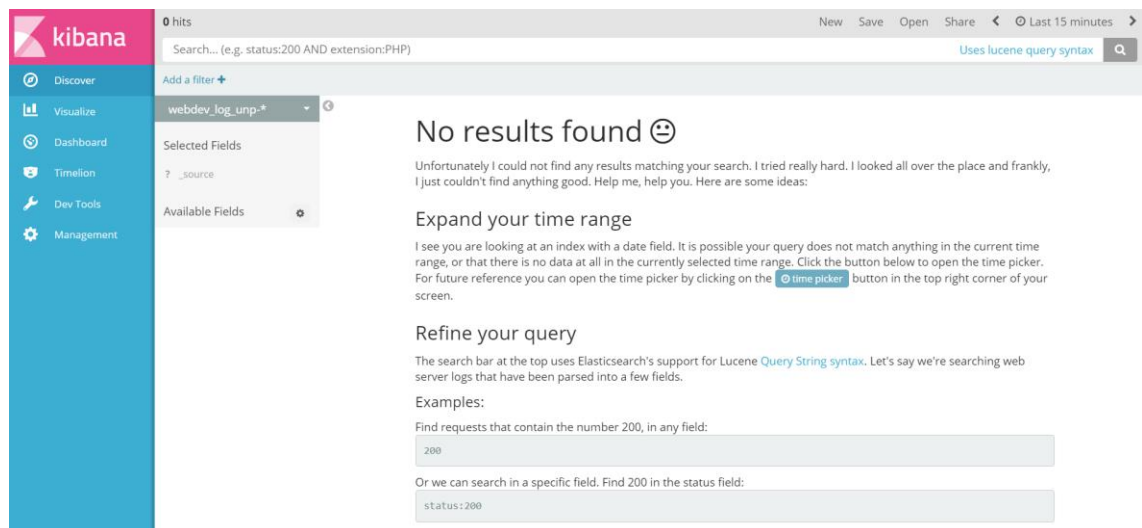 kibana
Discover
Visualize
Dashboard
Timelion
Dev Tools
Management
0 hits
New Save Open Share Last 15 minutes
Search... (e.g. status:200 AND extension:PHP)
Uses lucene query syntax
Add a filter +
webdev_log_unp-*
Selected Fields
? _source
Available Fields
No results found
Unfortunately I could not find any results matching your search. I tried really hard. I looked all over the place and frankly,
I just couldn't find anything good. Help me, help you. Here are some ideas:
Expand your time range
I see you are looking at an index with a date field. It is possible your query does not match anything in the current time
range, or that there is no data at all in the currently selected time range. Click the button below to open the time picker.
For future reference you can open the time picker by clicking on the time picker button in the top right corner of your
screen.
Refine your query
The search bar at the top uses Elasticsearch's support for Lucene Query String syntax. Let's say we're searching web
server logs that have been parsed into a few fields.
Examples:
Find requests that contain the number 200, in any field:
200
Or we can search in a specific field. Find 200 in the status field:
status:200